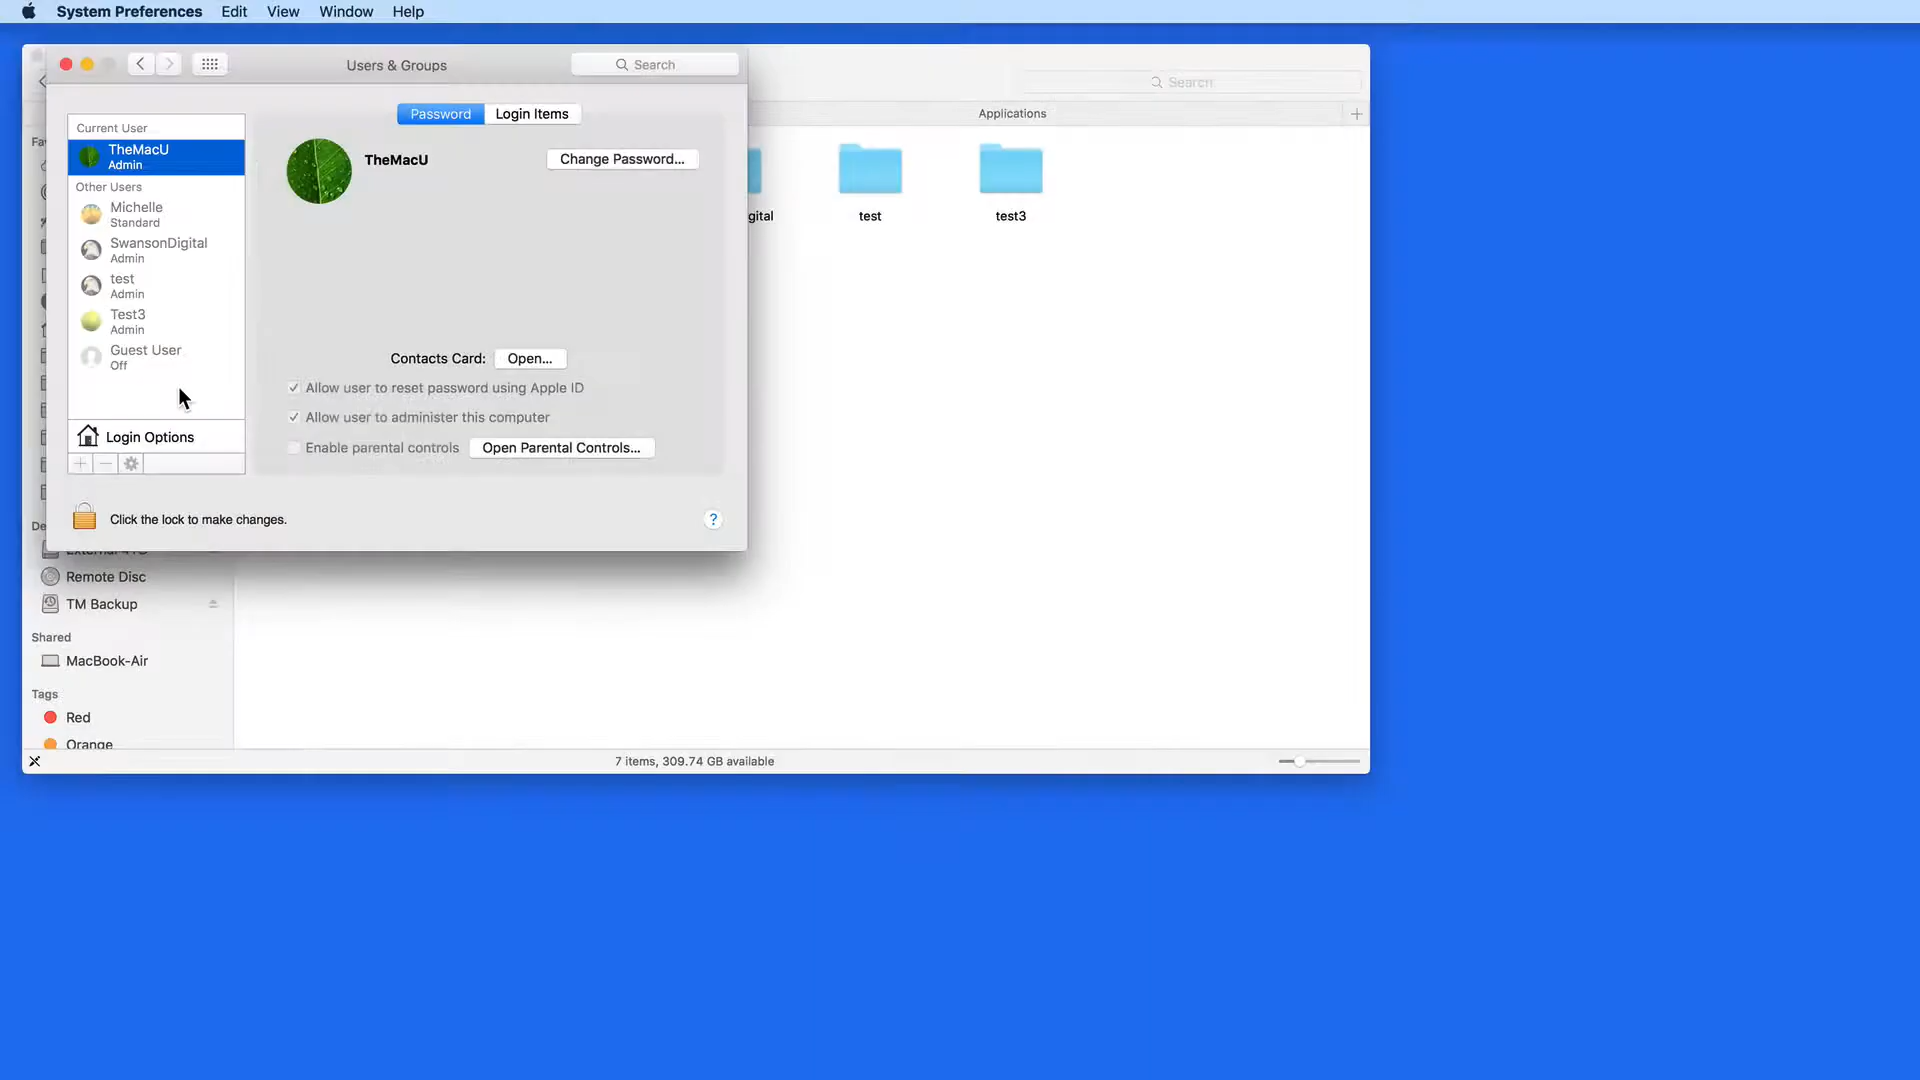 System Preferences Edit View Window Help
Users & Groups
Search
Search
Password Login Items
Applications
Current User
TheMacU
Admin
Other Users
Michelle
Standard
SwansonDigital
Admin
test
Admin
Test3
Admin
Guest User
Off
Login Options
TheMacU
Change Password...
Contacts Card: Open...
Allow user to reset password using Apple ID
Allow user to administer this computer
Enable parental controls Open Parental Controls...
Click the lock to make changes.
?
Fav
gital
test
test3
De
Remote Disc
TM Backup
Shared
MacBook-Air
Tags
Red
Orange
7 items, 309.74 GB available